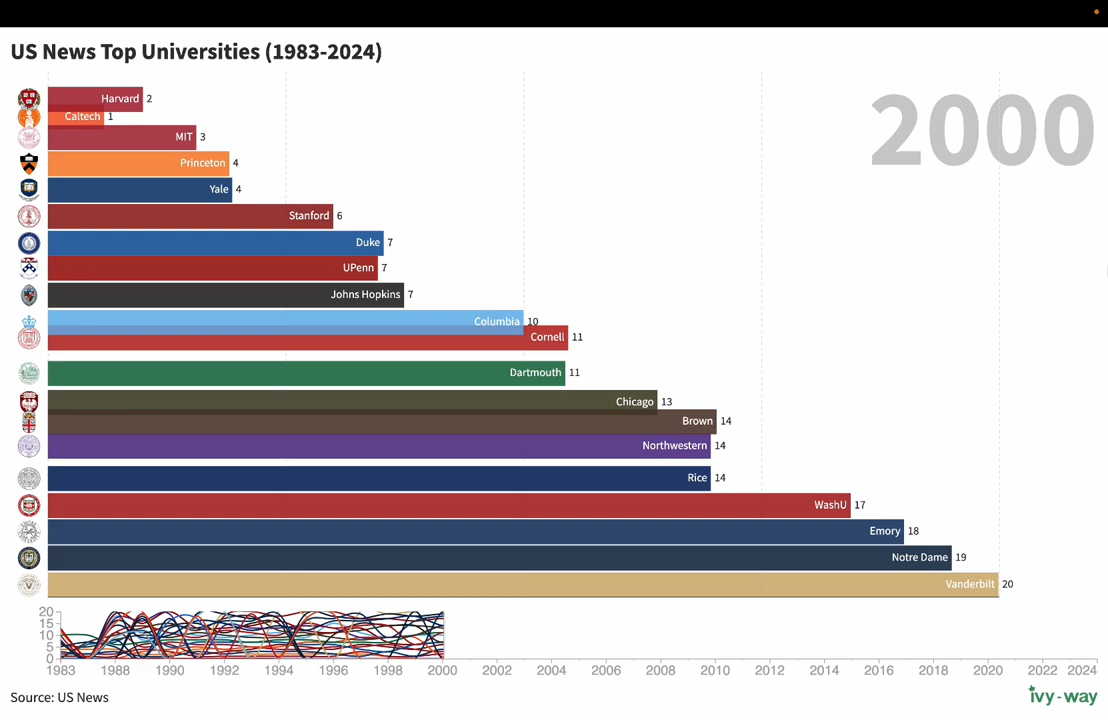 US News Top Universities (1983-2024)
2000
Harvard 2
Caltech 1
MIT 3
Princeton 4
Yale 4
Stanford 6
Duke 7
UPenn 7
Johns Hopkins 7
Columbia 10
Cornell 11
Dartmouth 11
Chicago 13
Brown 14
Northwestern 14
Rice 14
WashU 17
Emory 18
Notre Dame 19
Vanderbilt 20
20
15
10
5
0
1983 1988 1990 1992 1994 1996 1998 2000 2002 2004 2006 2008 2010 2012 2014 2016 2018 2020 2022 2024
Source: US News
ivy-way